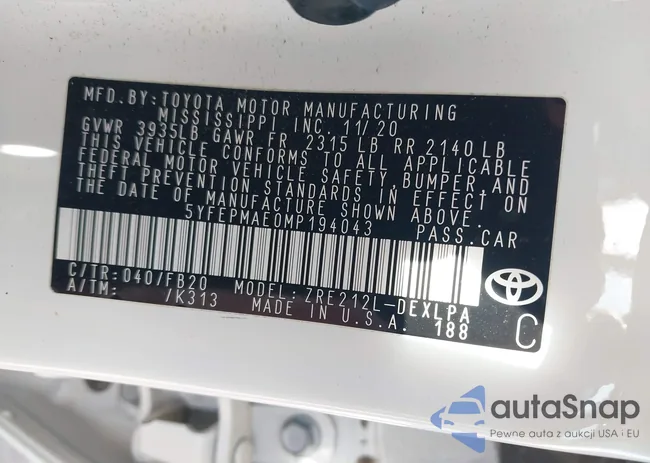 MFD. BY: TOYOTA MOTOR MANUFACTURING
MISSISSIPPI, INC. 11/20
GVWR 3935LB GAWR FR 2315 LB RR 2140 LB
THIS VEHICLE CONFORMS TO ALL APPLICABLE
FEDERAL MOTOR VEHICLE SAFETY, BUMPER, AND
THEFT PREVENTION STANDARDS IN EFFECT ON
THE DATE OF MANUFACTURE SHOWN ABOVE.
5YFEPMAE0MP194043 PASS. CAR
C/TR: 040/FB20 MODEL: ZRE212L-DEXLPA
A/TM: /K313 MADE IN U.S.A. 188
C
autaSnap
Pewne auta z aukcji USA i EU